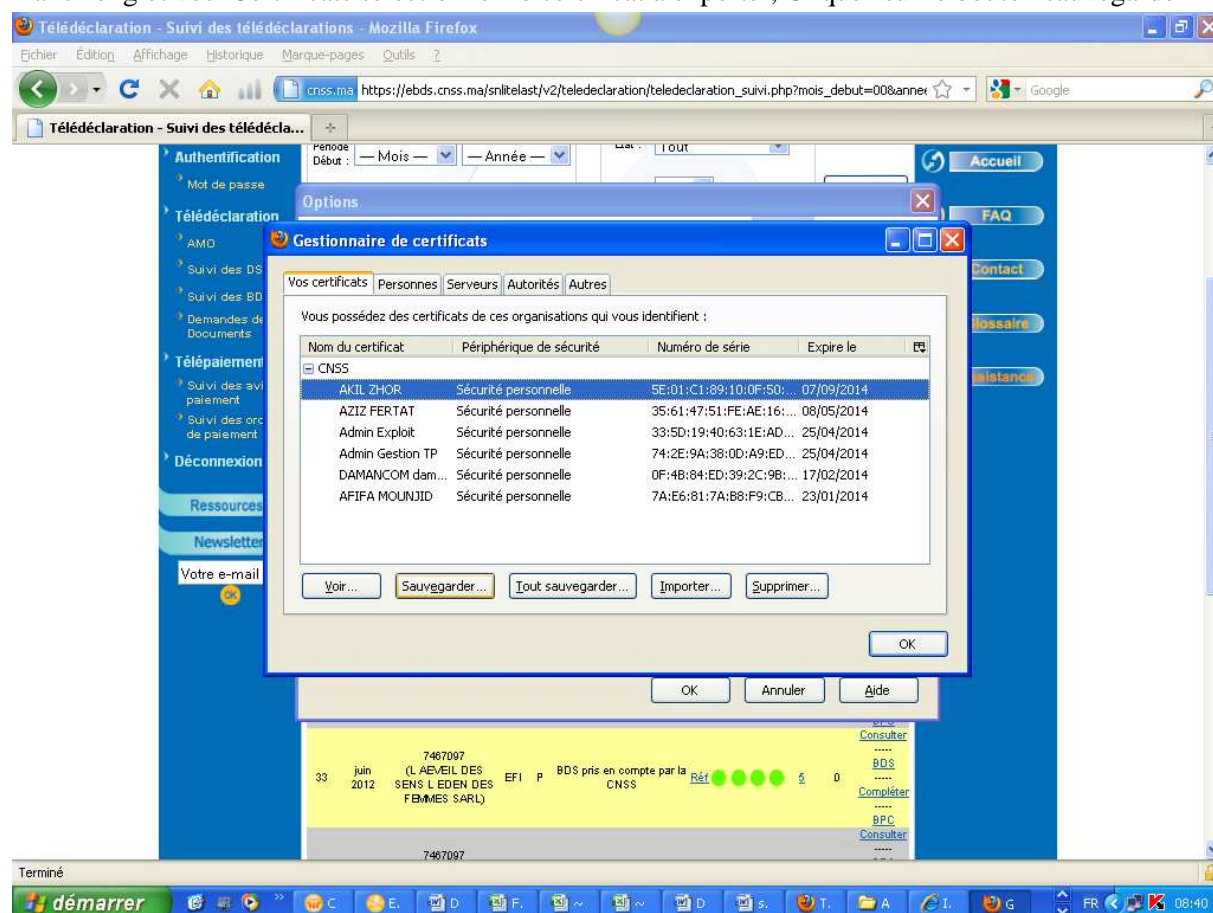 Télédéclaration - Suivi des télédéclarations - Mozilla Firefox
Fichier Édition Affichage Historique Marque-pages Outils ?
cnss.ma https://ebds.cnss.ma/snlitelast/v2/teledeclaration/teledeclaration_suivi.php?mois_debut=00&anne
Google
Télédéclaration - Suivi des télédécla...
Authentification
Mot de passe
Télédéclaration
AMO
Suivi des DS
Suivi des BD
Demandes de
Documents
Télépaiement
Suivi des avi
paiement
Suivi des ord
de paiement
Déconnexion
Ressources
Newsletter
Votre e-mail
OK
Période
Début : — Mois — — Année —
Tout
Accueil
FAQ
Contact
Glossaire
Assistance
Options
Gestionnaire de certificats
Vos certificats Personnes Serveurs Autorités Autres
Vous possédez des certificats de ces organisations qui vous identifient :
Nom du certificat Périphérique de sécurité Numéro de série Expire le
CNSS
AKIL ZHOR Sécurité personnelle 5E:01:C1:89:10:0F:50:... 07/09/2014
AZIZ FERTAT Sécurité personnelle 35:61:47:51:FE:AE:16:... 08/05/2014
Admin Exploit Sécurité personnelle 33:5D:19:40:63:1E:AD... 25/04/2014
Admin Gestion TP Sécurité personnelle 74:2E:9A:38:0D:A9:ED... 25/04/2014
DAMANCOM dam... Sécurité personnelle 0F:4B:84:ED:39:2C:9B:... 17/02/2014
AFIFA MOUNJID Sécurité personnelle 7A:E6:81:7A:B8:F9:CB... 23/01/2014
Voir... Sauvegarder... Tout sauvegarder... Importer... Supprimer...
OK
OK Annuler Aide
33 juin 2012 7467097 (L AEVEIL DES SENS L EDEN DES FEMMES SARL) EFI P BDS pris en compte par la CNSS Réf 5 0
Consulter
-----
BDS
-----
Compléter
-----
BPC
Consulter
-----
7467097
Terminé
démarrer C E. D F. ~ ~ D s. T. A I. G FR 08:40